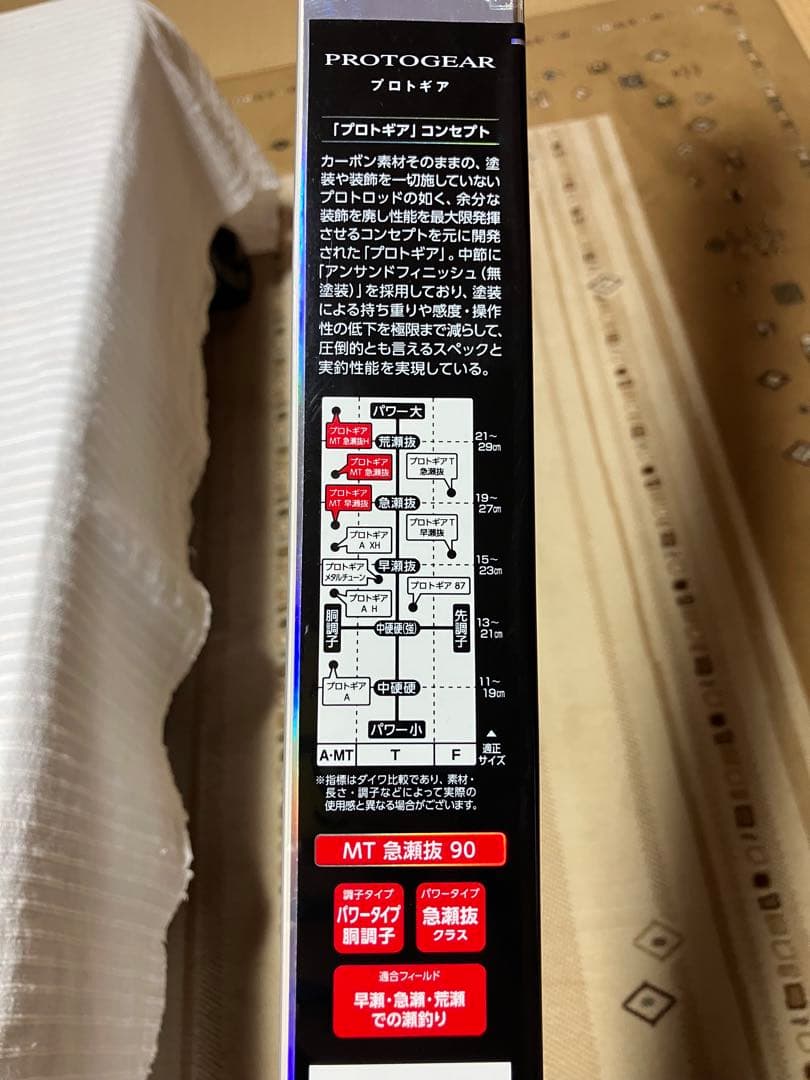 PROTOGEAR
プロトギア
「プロトギア」コンセプト
カーボン素材そのままの、塗
装や装飾を一切施していない
プロトロッドの如く、余分な
装飾を廃し性能を最大限発揮
させるコンセプトを元に開発
された「プロトギア」。中節に
「アンサンドフィニッシュ(無
塗装)」を採用しており、塗装
による持ち重りや感度・操作
性の低下を極限まで減らして、
圧倒的とも言えるスペックと
実釣性能を実現している。
パワー大
プロトギア
MT 急瀬抜H
荒瀬抜
21〜
29㎝
プロトギア
MT 急瀬抜
プロトギア T
急瀬抜
プロトギア
MT 早瀬抜
急瀬抜
19〜
27㎝
プロトギア T
早瀬抜
プロトギア
A XH
早瀬抜
15〜
23㎝
プロトギア
メタルチューン
プロトギア 87
プロトギア
A H
胴調子
中硬硬(強)
先調子
13〜
21㎝
プロトギア
A
中硬硬
11〜
19㎝
パワー小
A・MT
T
F
▲
適正
サイズ
※指標はダイワ比較であり、素材・
長さ・調子などによって実際の
使用感と異なる場合がございます。
MT 急瀬抜 90
調子タイプ
パワータイプ
胴調子
パワータイプ
急瀬抜
クラス
適合フィールド
早瀬・急瀬・荒瀬
での瀬釣り